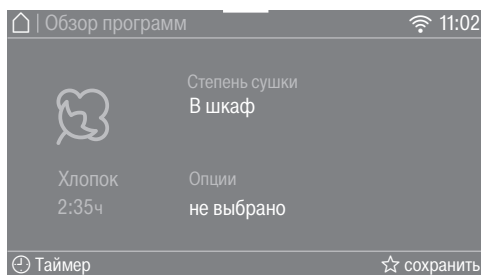 | Обзор программ
11:02
Степень сушки
В шкаф
Хлопок
2:35ч
Опции
не выбрано
Таймер
сохранить